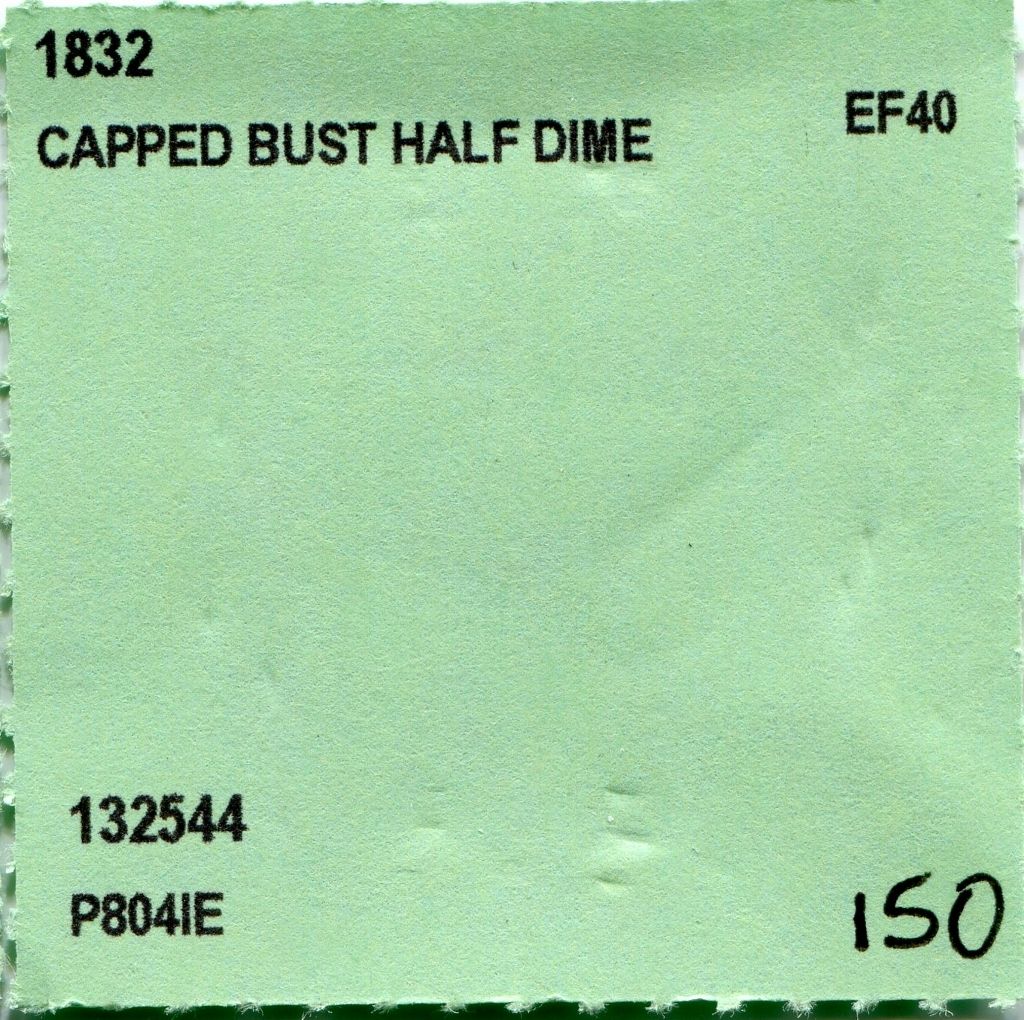 1832
CAPPED BUST HALF DIME
EF40
132544
P804IE
150